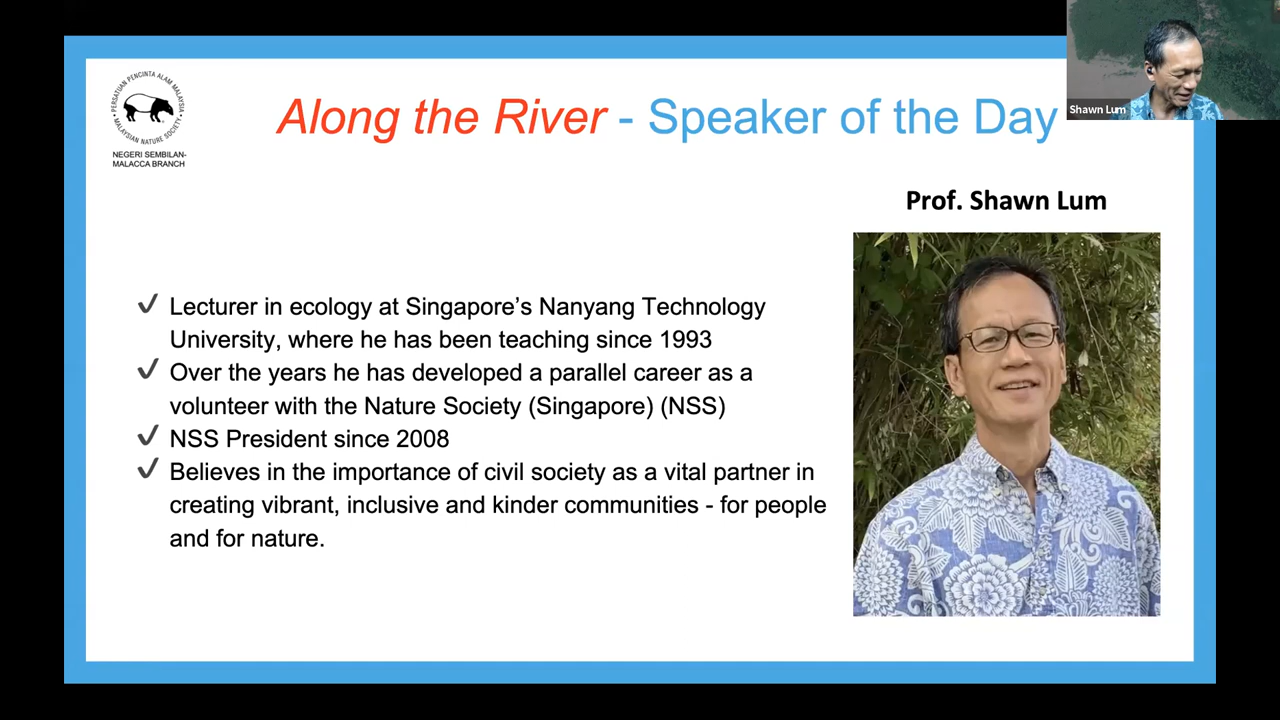 PERSATUAN PENCINTA ALAM MALAYSIA
MALAYSIAN NATURE SOCIETY
NEGERI SEMBILAN-
MALACCA BRANCH
Along the River - Speaker of the Day
Shawn Lum
Prof. Shawn Lum
✓ Lecturer in ecology at Singapore’s Nanyang Technology
University, where he has been teaching since 1993
✓ Over the years he has developed a parallel career as a
volunteer with the Nature Society (Singapore) (NSS)
✓ NSS President since 2008
✓ Believes in the importance of civil society as a vital partner in
creating vibrant, inclusive and kinder communities - for people
and for nature.